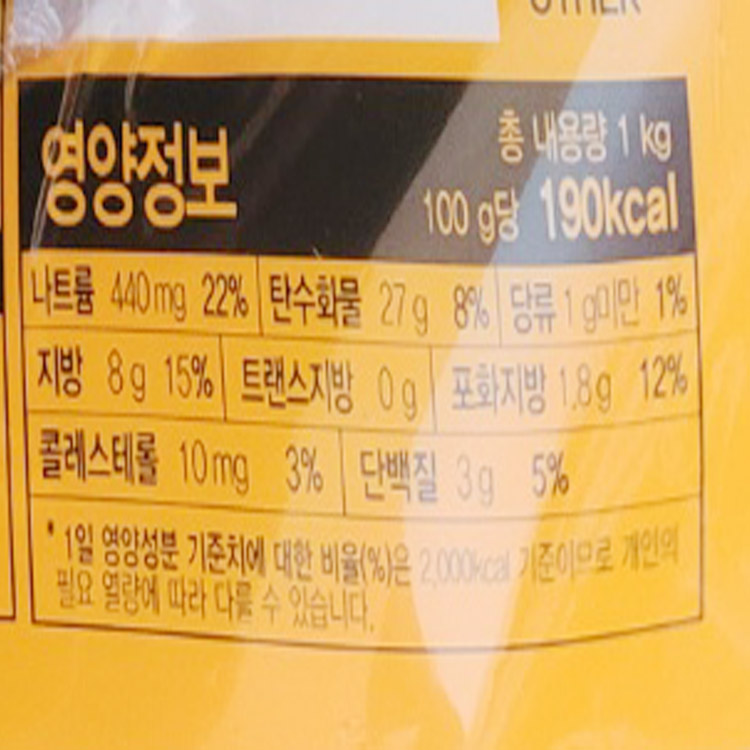 OTHER
영양정보
총 내용량 1 kg
100 g당 190kcal
나트륨 440mg 22% 탄수화물 27g 8% 당류 1g미만 1%
지방 8g 15% 트랜스지방 0g 포화지방 1.8g 12%
콜레스테롤 10mg 3% 단백질 3g 5%
* 1일 영양성분 기준치에 대한 비율(%)은 2,000kcal 기준이므로 개인의
필요 열량에 따라 다를 수 있습니다.